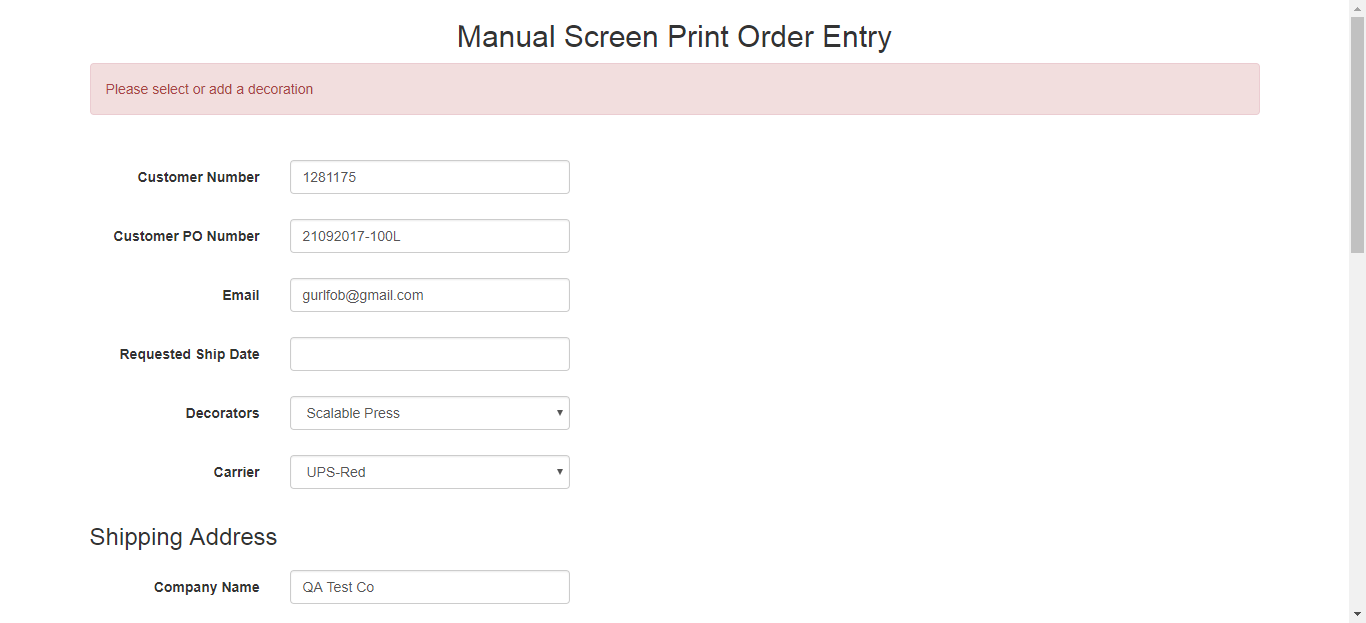 Manual Screen Print Order Entry
Please select or add a decoration
Customer Number 1281175
Customer PO Number 21092017-100L
Email gurlfob@gmail.com
Requested Ship Date
Decorators Scalable Press
Carrier UPS-Red
Shipping Address
Company Name QA Test Co